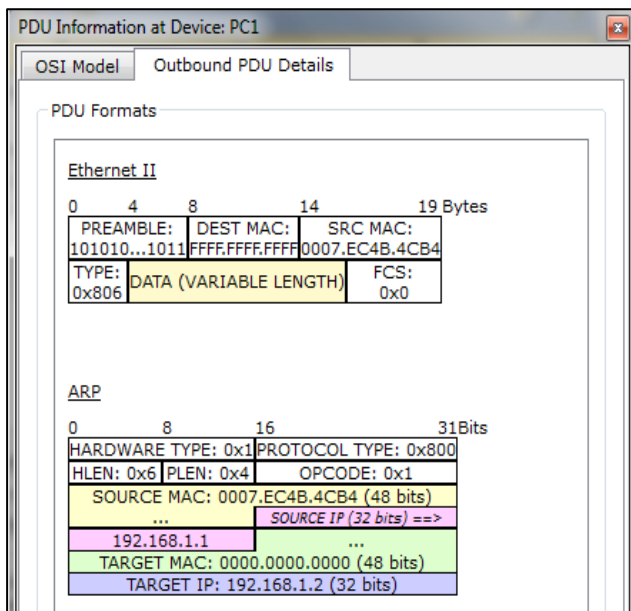 PDU Information at Device: PC1
OSI Model Outbound PDU Details
PDU Formats
Ethernet II
0 4 8 14 19 Bytes
PREAMBLE: DEST MAC: SRC MAC:
101010...1011 FFFF.FFFF.FFFF 0007.EC4B.4CB4
TYPE: DATA (VARIABLE LENGTH) FCS:
0x806 0x0
ARP
0 8 16 31 Bits
HARDWARE TYPE: 0x1 PROTOCOL TYPE: 0x800
HLEN: 0x6 PLEN: 0x4 OPCODE: 0x1
SOURCE MAC: 0007.EC4B.4CB4 (48 bits)
... SOURCE IP (32 bits) ==>
192.168.1.1 ...
TARGET MAC: 0000.0000.0000 (48 bits)
TARGET IP: 192.168.1.2 (32 bits)